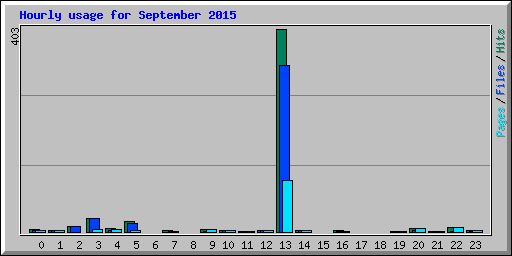 Hourly usage for September 2015
403
Pages/Files/Hits
0 1 2 3 4 5 6 7 8 9 10 11 12 13 14 15 16 17 18 19 20 21 22 23